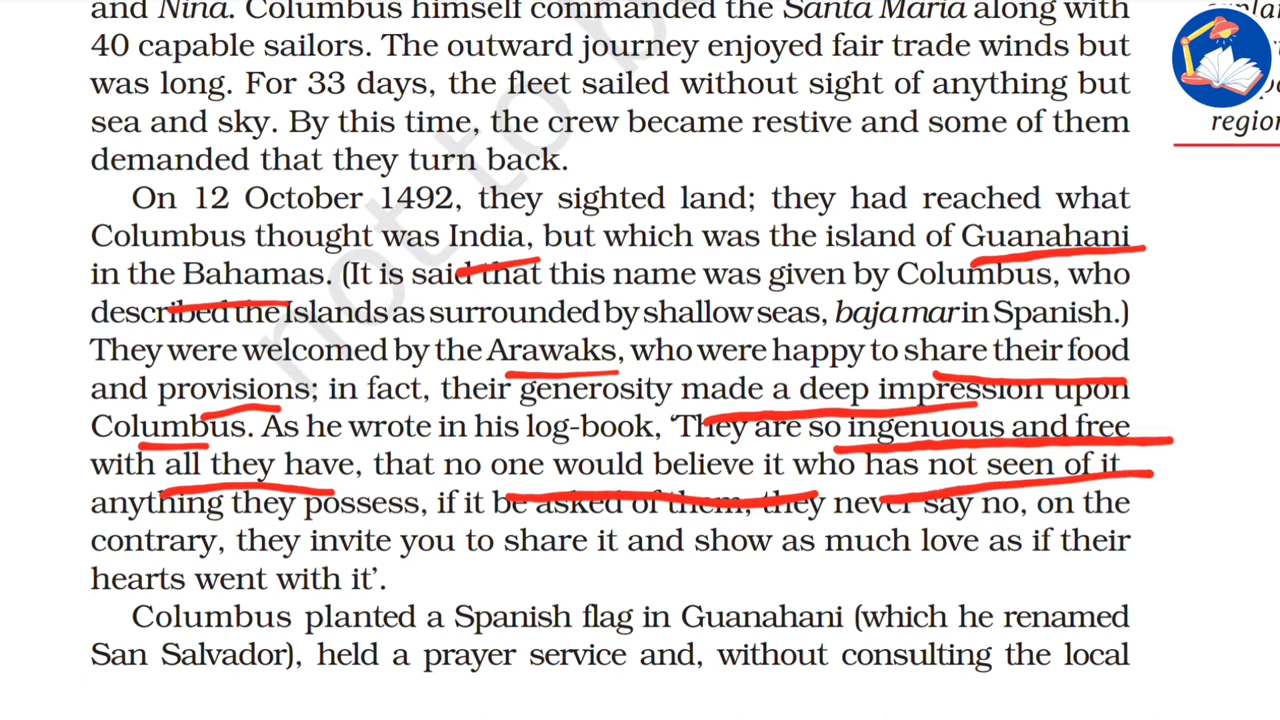 and Nina. Columbus himself commanded the Santa Maria along with
40 capable sailors. The outward journey enjoyed fair trade winds but
was long. For 33 days, the fleet sailed without sight of anything but
sea and sky. By this time, the crew became restive and some of them
demanded that they turn back.
On 12 October 1492, they sighted land; they had reached what
Columbus thought was India, but which was the island of Guanahani
in the Bahamas. (It is said that this name was given by Columbus, who
described the Islands as surrounded by shallow seas, baja mar in Spanish.)
They were welcomed by the Arawaks, who were happy to share their food
and provisions; in fact, their generosity made a deep impression upon
Columbus. As he wrote in his log-book, ‘They are so ingenuous and free
with all they have, that no one would believe it who has not seen of it
anything they possess, if it be asked of them, they never say no, on the
contrary, they invite you to share it and show as much love as if their
hearts went with it’.
Columbus planted a Spanish flag in Guanahani (which he renamed
San Salvador), held a prayer service and, without consulting the local
not to b
region